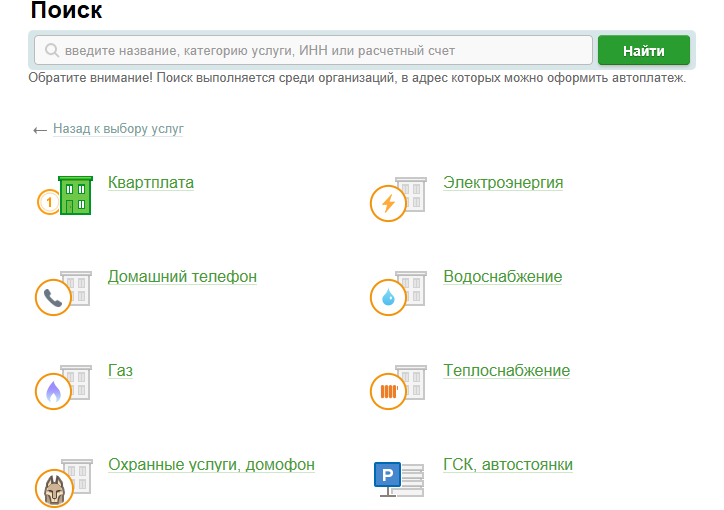 Поиск
введите название, категорию услуги, ИНН или расчетный счет
Найти
Обратите внимание! Поиск выполняется среди организаций, в адрес которых можно оформить автоплатеж.
← Назад к выбору услуг
1
Квартплата
Электроэнергия
Домашний телефон
Водоснабжение
Газ
Теплоснабжение
Охранные услуги, домофон
P
ГСК, автостоянки